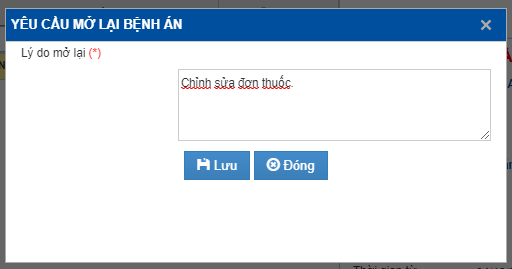 YÊU CẦU MỞ LẠI BỆNH ÁN
Lý do mở lại (*)
Chỉnh sửa đơn thuốc.
Lưu
Đóng